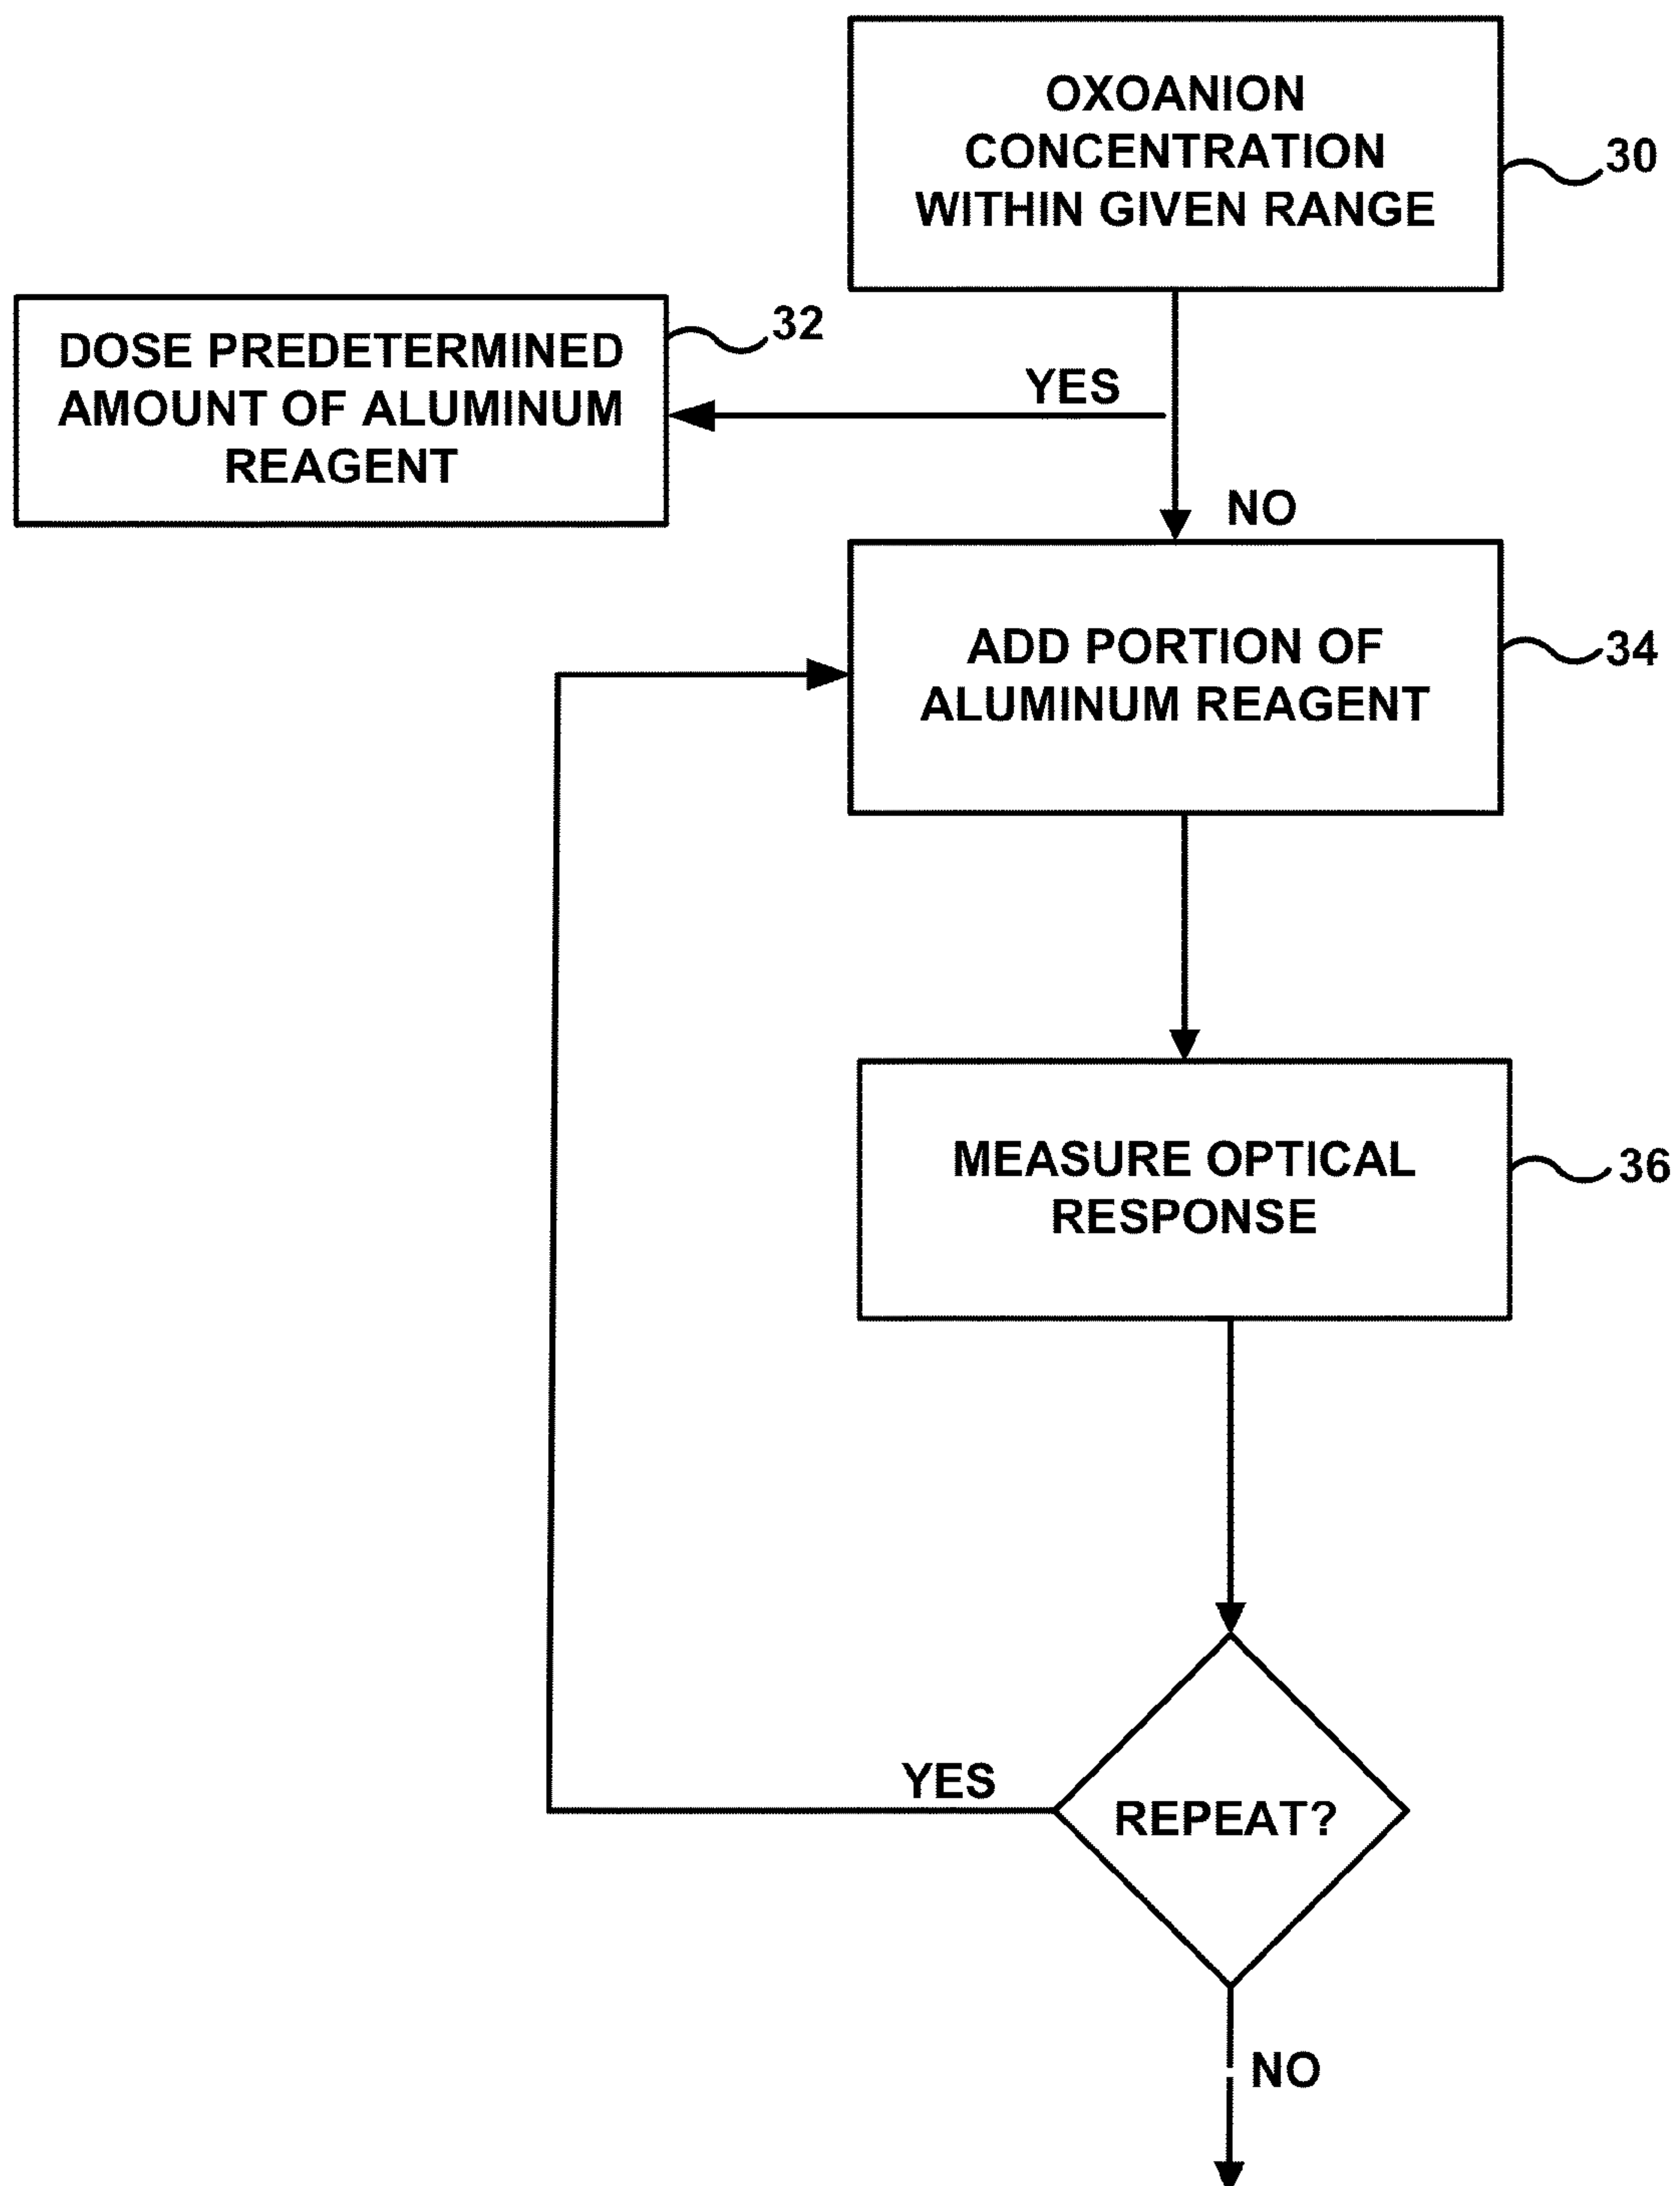 OXOANION
CONCENTRATION
WITHIN GIVEN RANGE
30
DOSE PREDETERMINED
AMOUNT OF ALUMINUM
REAGENT
32
YES
NO
ADD PORTION OF
ALUMINUM REAGENT
34
MEASURE OPTICAL
RESPONSE
36
YES
REPEAT?
NO